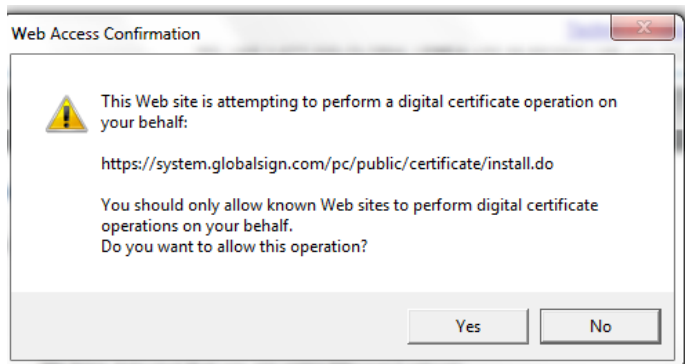 Web Access Confirmation
This Web site is attempting to perform a digital certificate operation on
your behalf:
https://system.globalsign.com/pc/public/certificate/install.do
You should only allow known Web sites to perform digital certificate
operations on your behalf.
Do you want to allow this operation?
Yes
No